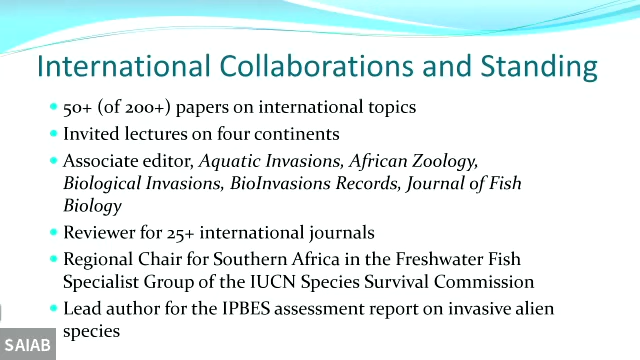 International Collaborations and Standing
50+ (of 200+) papers on international topics
Invited lectures on four continents
Associate editor, Aquatic Invasions, African Zoology,
Biological Invasions, BioInvasions Records, Journal of Fish
Biology
Reviewer for 25+ international journals
Regional Chair for Southern Africa in the Freshwater Fish
Specialist Group of the IUCN Species Survival Commission
Lead author for the IPBES assessment report on invasive alien
species
SAIAB